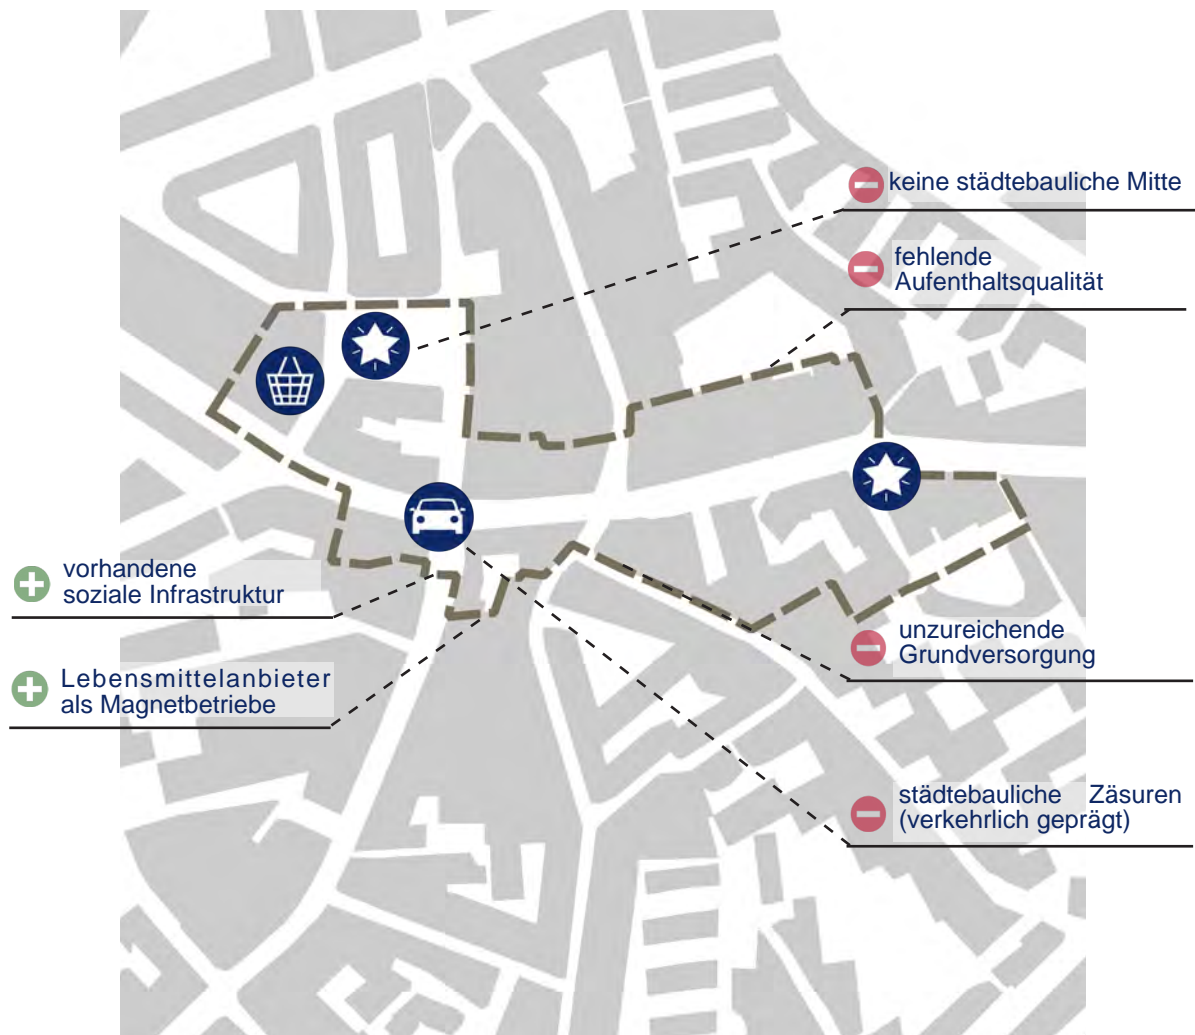 keine städtebauliche Mitte
fehlende
Aufenthaltsqualität
vorhandene
soziale Infrastruktur
Lebensmittelanbieter
als Magnetbetriebe
unzureichende
Grundversorgung
städtebauliche Zäsuren
(verkehrlich geprägt)